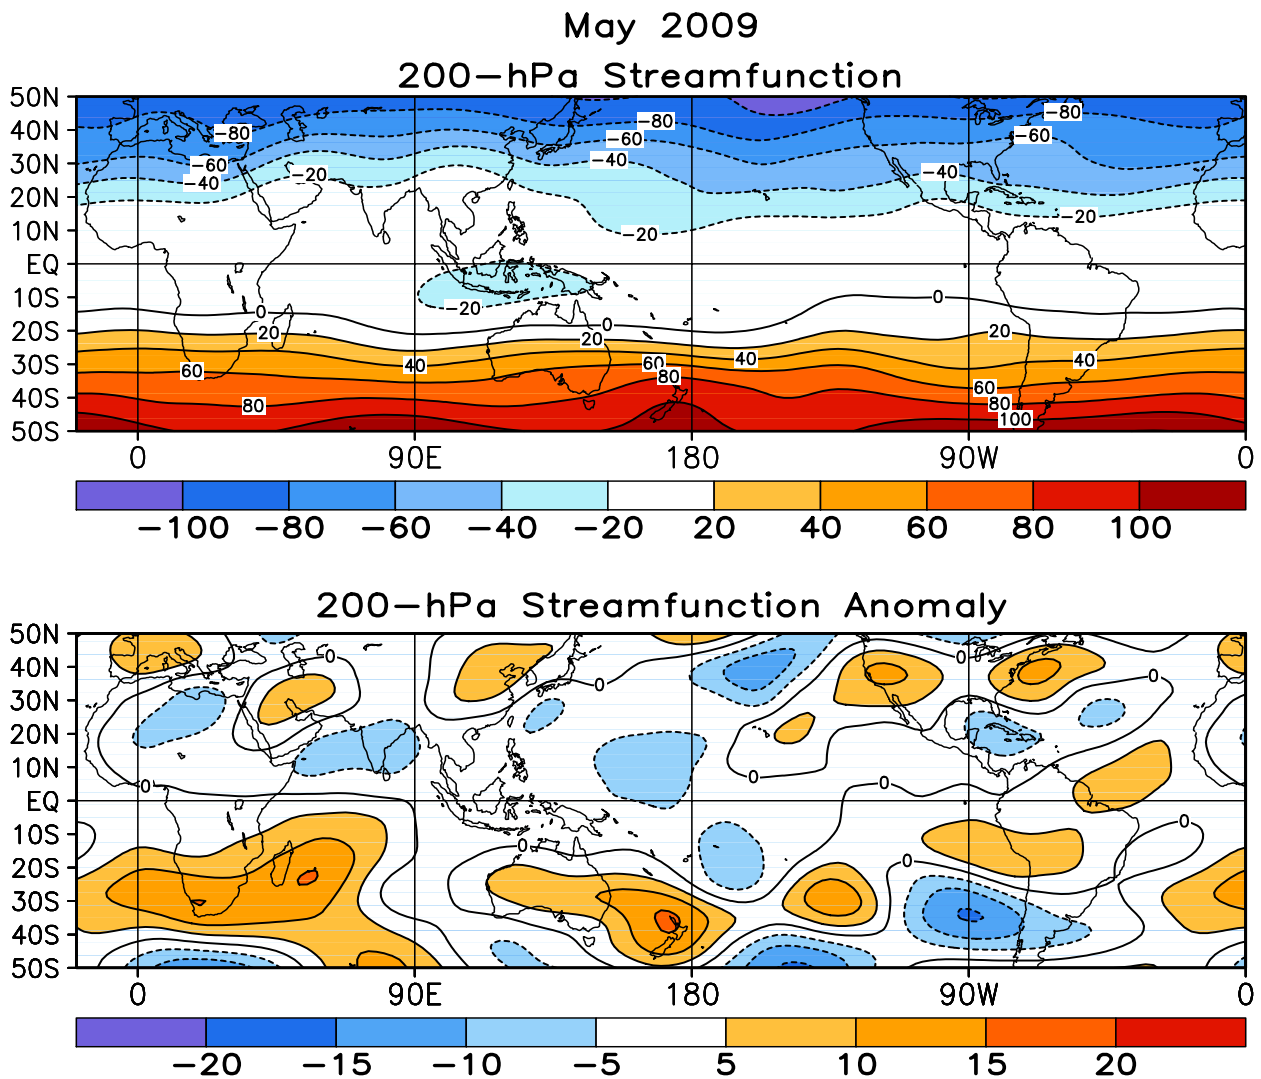 May 2009
200-hPa Streamfunction
50N
40N
30N
20N
10N
EQ
10S
20S
30S
40S
50S
-80
-80
-80
-60
-60
-60
-40
-40
-40
-20
-20
-20
-20
0
0
0
20
20
20
40
40
40
60
60
60
80
80
80
100
0 90E 180 90W 0
-100 -80 -60 -40 -20 20 40 60 80 100
200-hPa Streamfunction Anomaly
50N
40N
30N
20N
10N
EQ
10S
20S
30S
40S
50S
0
0
0
0
0
0
0
0
0
0
0 90E 180 90W 0
-20 -15 -10 -5 5 10 15 20